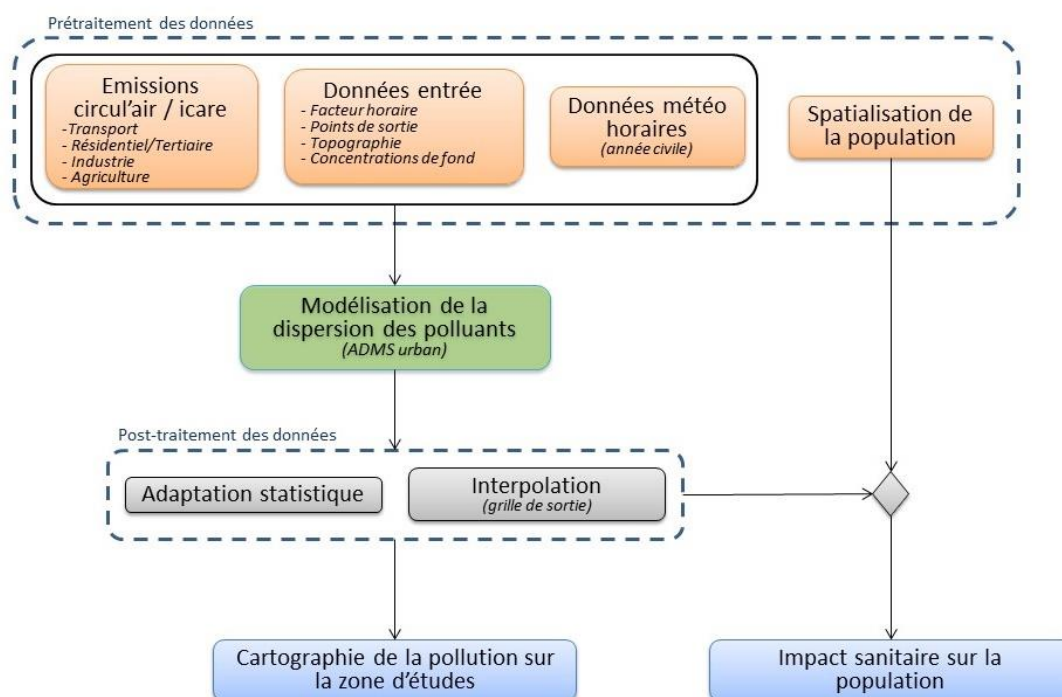 Prétraitement des données
Emissions
circul'air / icare
-Transport
- Résidentiel/Tertiaire
- Industrie
- Agriculture
Données entrée
- Facteur horaire
- Points de sortie
- Topographie
- Concentrations de fond
Données météo
horaires
(année civile)
Spatialisation de
la population
Modélisation de la
dispersion des polluants
(ADMS urban)
Post-traitement des données
Adaptation statistique
Interpolation
(grille de sortie)
Cartographie de la pollution sur
la zone d'études
Impact sanitaire sur la
population